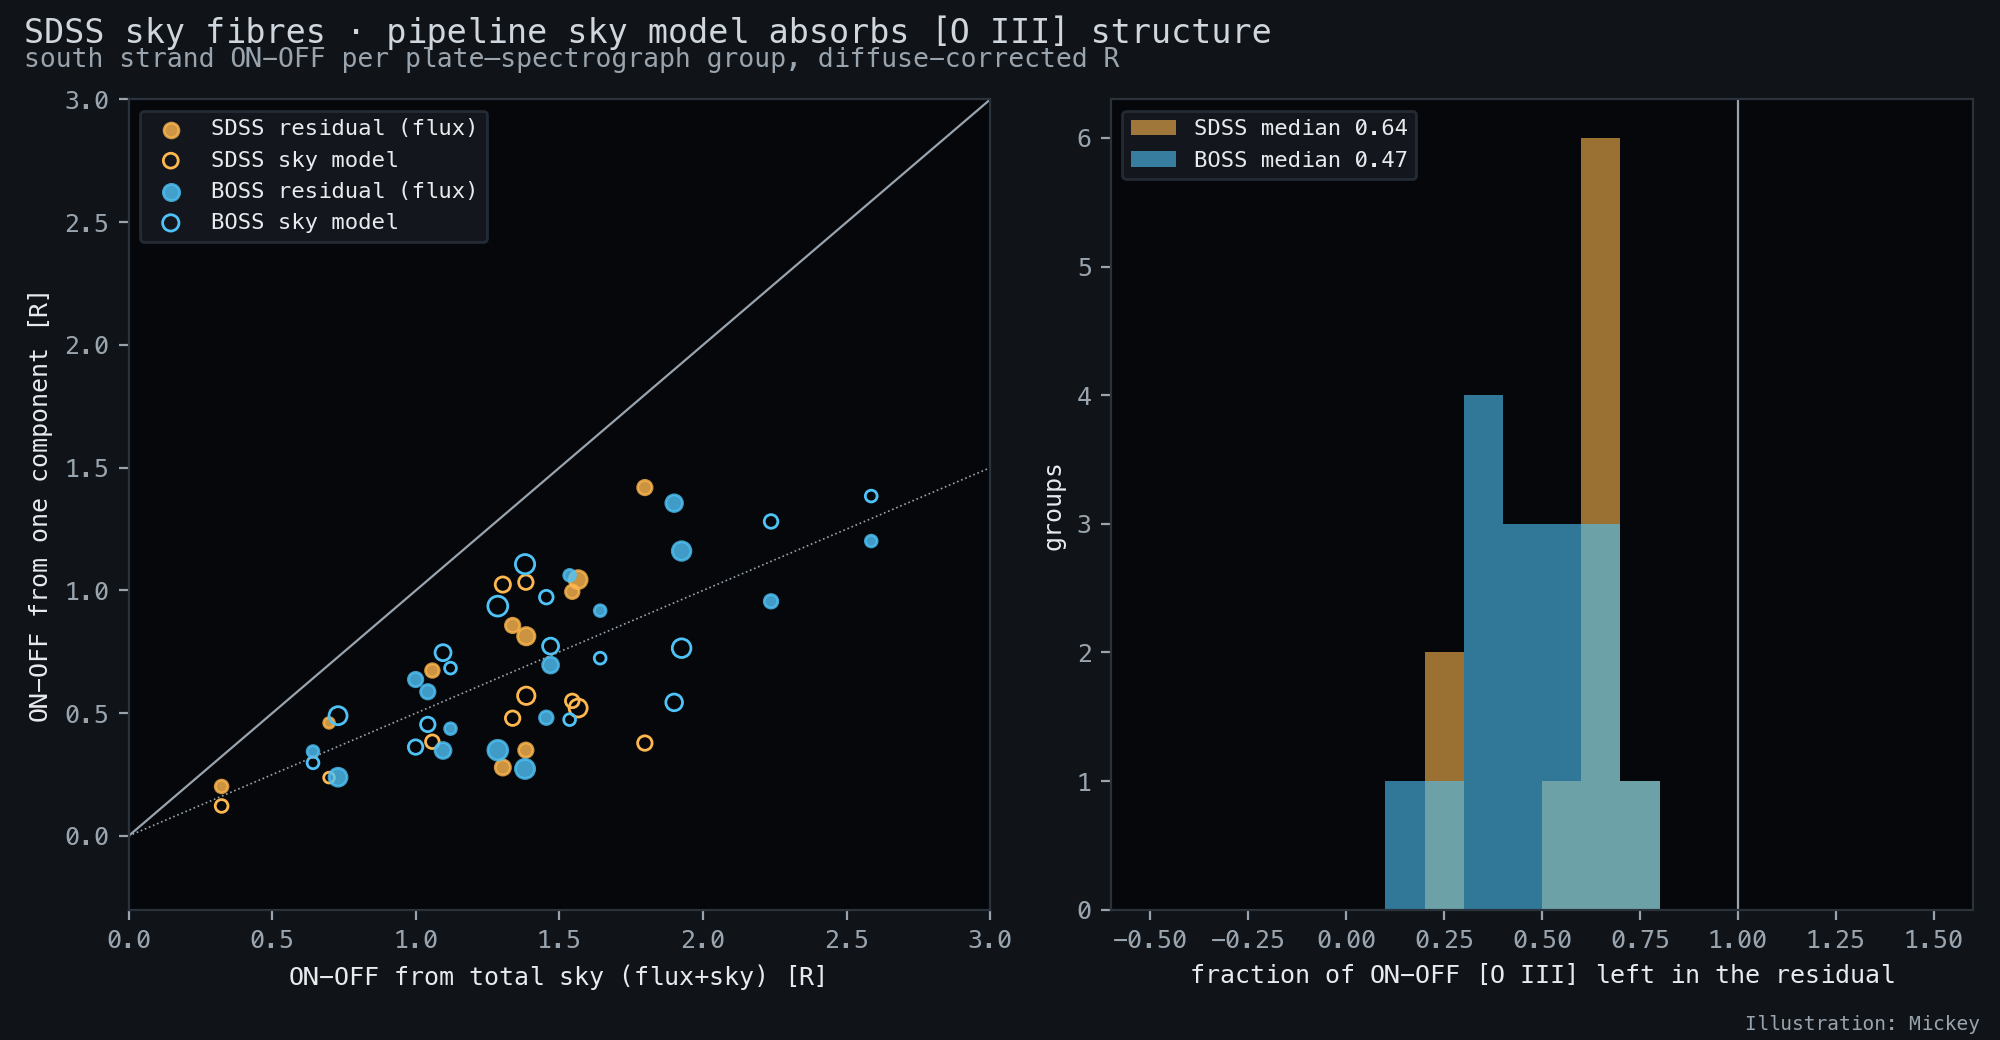 SDSS sky fibres · pipeline sky model absorbs [O III] structure
south strand ON−OFF per plate–spectrograph group, diffuse−corrected R
SDSS residual (flux)
SDSS sky model
BOSS residual (flux)
BOSS sky model
3.0
2.5
2.0
1.5
1.0
0.5
0.0
ON−OFF from one component [R]
0.0 0.5 1.0 1.5 2.0 2.5 3.0
ON−OFF from total sky (flux+sky) [R]
SDSS median 0.64
BOSS median 0.47
6
5
4
3
2
1
0
groups
−0.50 −0.25 0.00 0.25 0.50 0.75 1.00 1.25 1.50
fraction of ON−OFF [O III] left in the residual
Illustration: Mickey